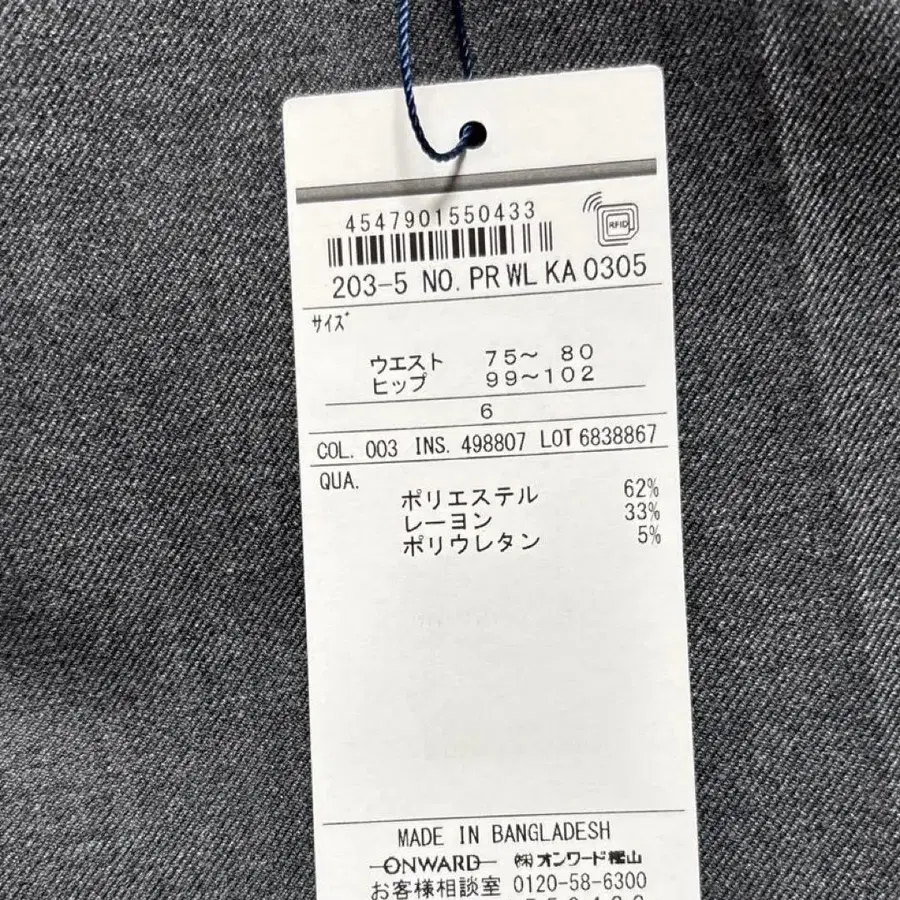 4547901550433
RFID
203-5 NO. PR WL KA 0305
サイズ
ウエスト 75～ 80
ヒップ 99～102
6
COL. 003 INS. 498807 LOT 6838867
QUA.
ポリエステル 62%
レーヨン 33%
ポリウレタン 5%
MADE IN BANGLADESH
ONWARD ㈱オンワード樫山
お客様相談室 0120-58-6300